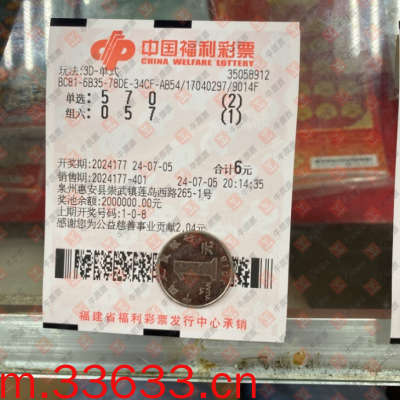 中国福利彩票
CHINA WELFARE LOTTERY
玩法:3D-单式 35058912
BC81-6B35-78DE-34CF-AB54/17040297/9014F
单选: 5 7 0 (2)
组六: 0 5 7 (1)
开奖期:2024177 24-07-05 合计6元
销售期:2024177-401 24-07-05 20:14:35
泉州惠安县崇武镇莲岛西路265-1号
奖池余额:2000000.00元
上期开奖号码:1-0-8
感谢您为公益慈善事业贡献2.04元
1元
福建省福利彩票发行中心承销
m.33633.cn